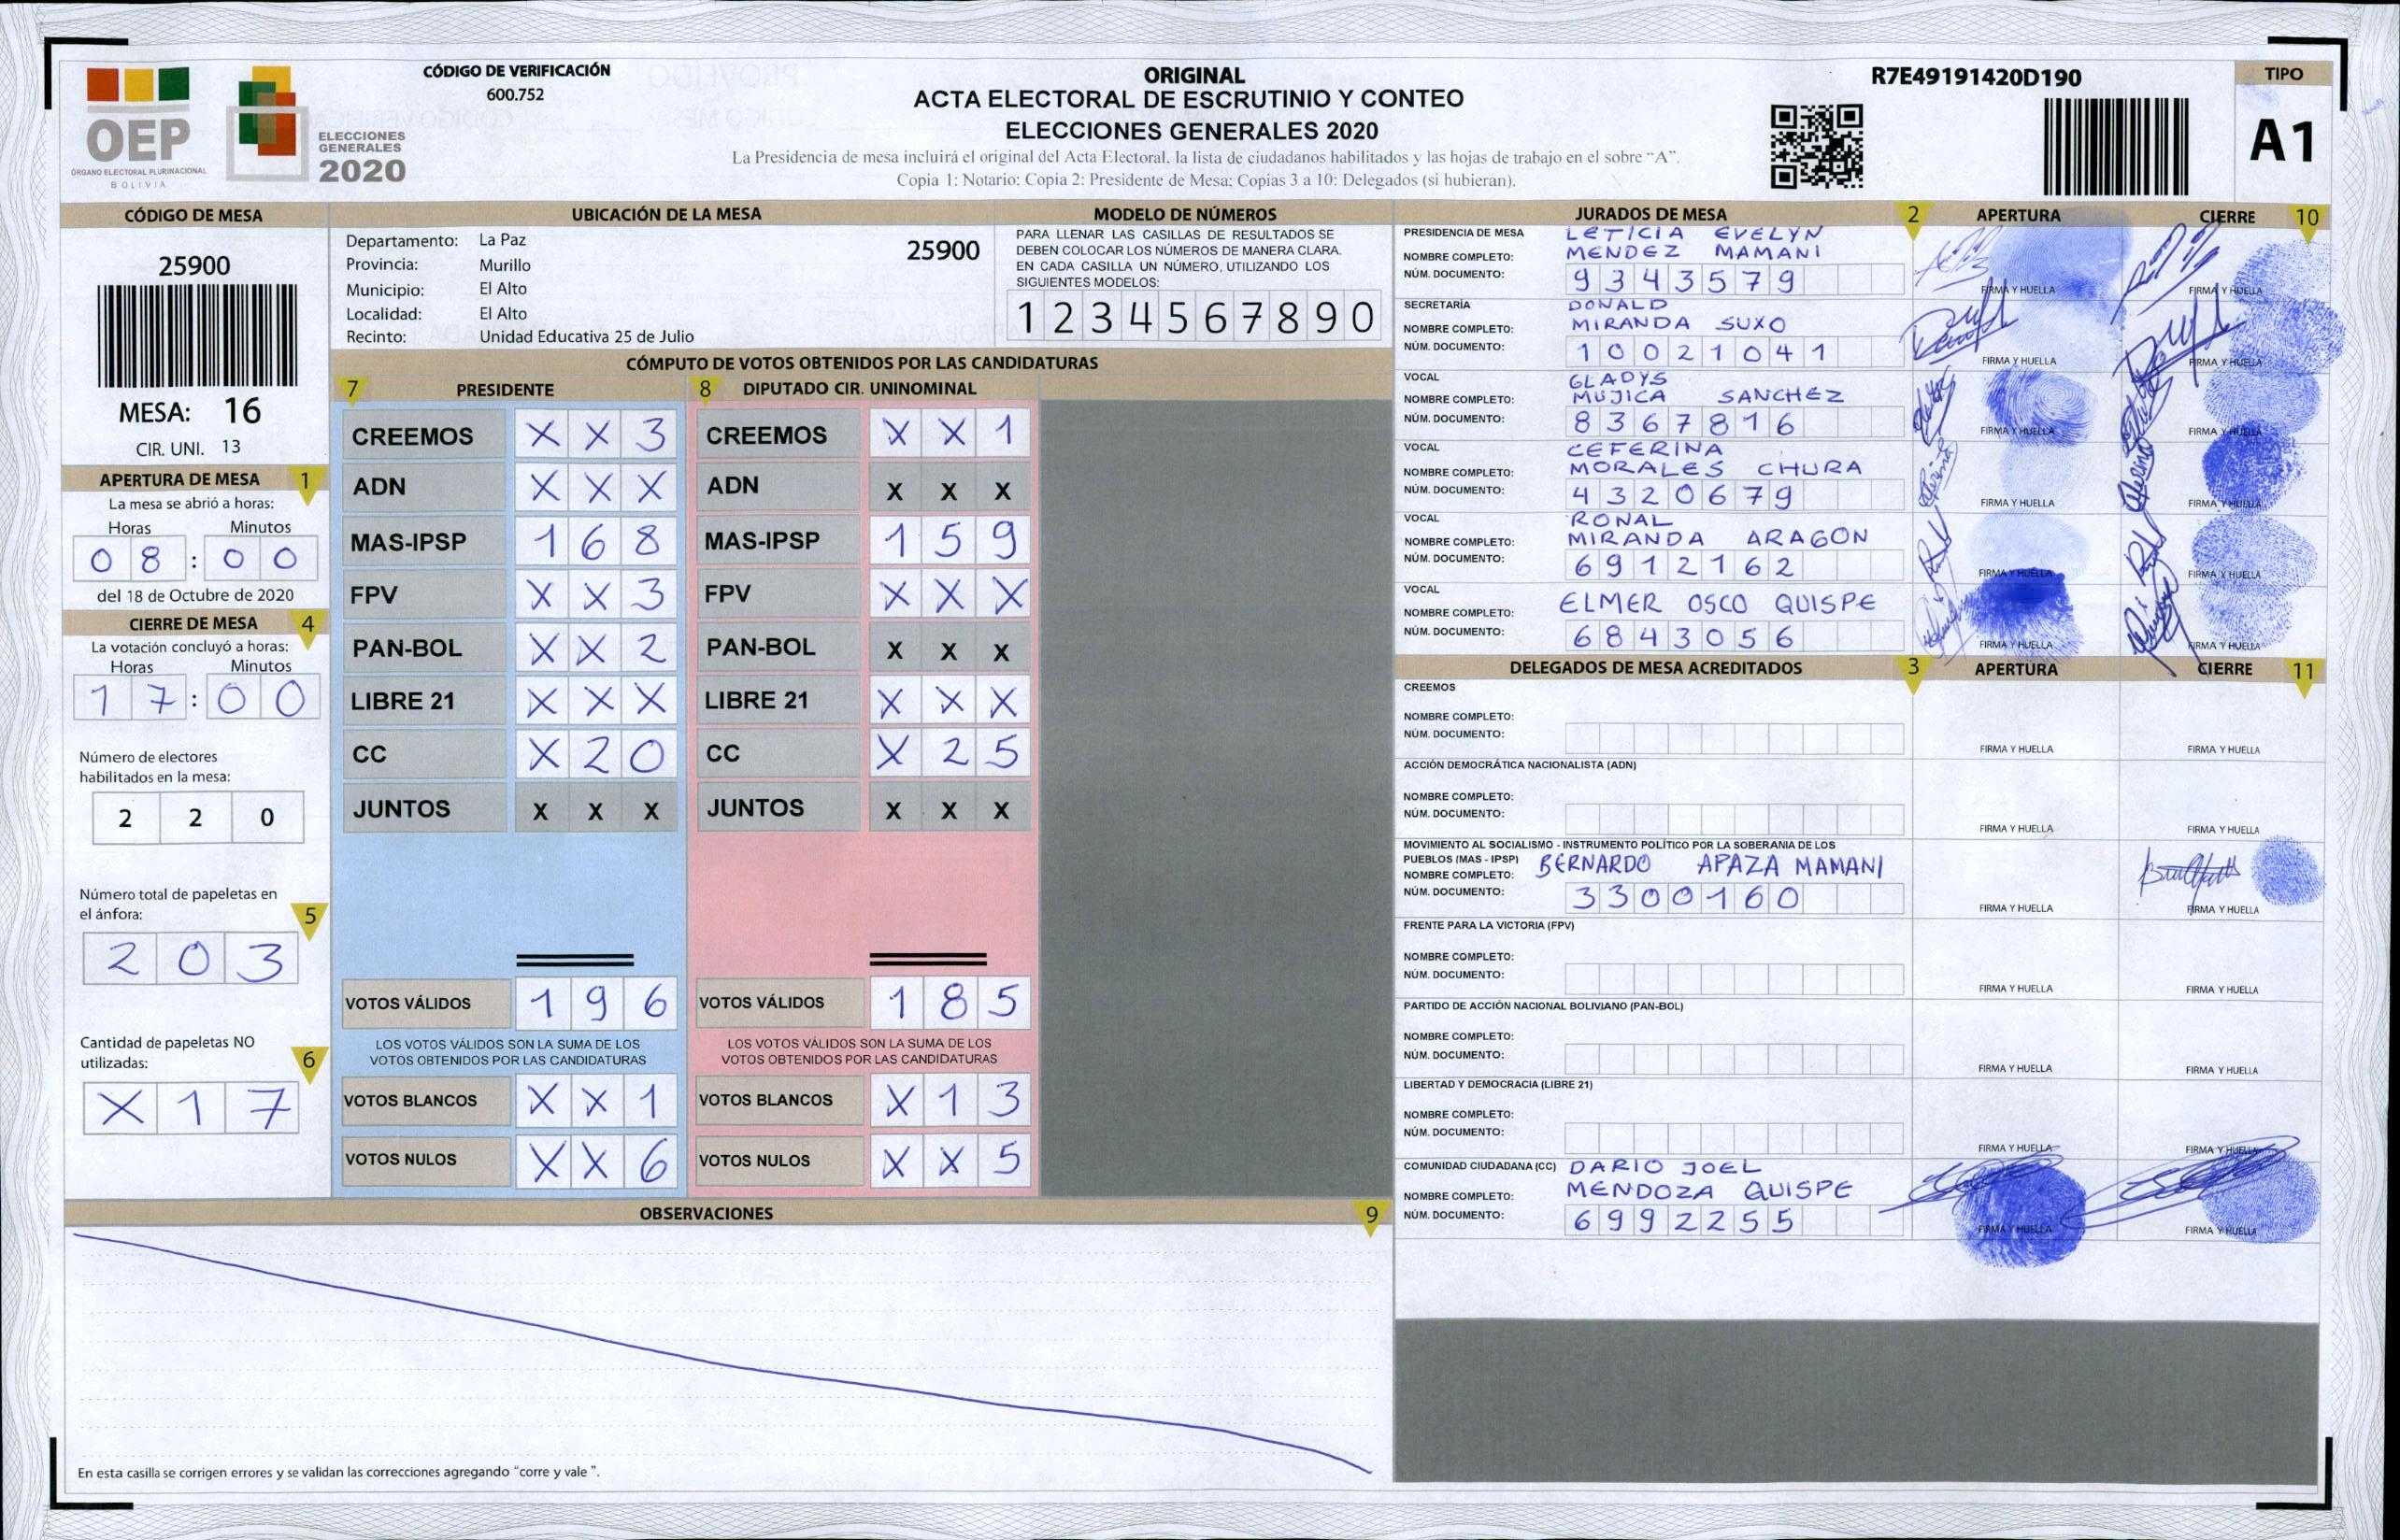 OEP
ÓRGANO ELECTORAL PLURINACIONAL
BOLIVIA
ELECCIONES
GENERALES
2020
CÓDIGO DE VERIFICACIÓN
600.752
ORIGINAL
ACTA ELECTORAL DE ESCRUTINIO Y CONTEO
ELECCIONES GENERALES 2020
La Presidencia de mesa incluirá el original del Acta Electoral, la lista de ciudadanos habilitados y las hojas de trabajo en el sobre "A".
Copia 1: Notario; Copia 2: Presidente de Mesa; Copias 3 a 10: Delegados (si hubieran).
R7E49191420D190
TIPO
A1
CÓDIGO DE MESA
25900
MESA: 16
CIR. UNI. 13
APERTURA DE MESA 1
La mesa se abrió a horas:
Horas Minutos
0 8 : 0 0
del 18 de Octubre de 2020
CIERRE DE MESA 4
La votación concluyó a horas:
Horas Minutos
1 7 : 0 0
Número de electores
habilitados en la mesa:
2 2 0
Número total de papeletas en
el ánfora: 5
2 0 3
Cantidad de papeletas NO
utilizadas: 6
X 1 7
UBICACIÓN DE LA MESA
Departamento: La Paz 25900
Provincia: Murillo
Municipio: El Alto
Localidad: El Alto
Recinto: Unidad Educativa 25 de Julio
MODELO DE NÚMEROS
PARA LLENAR LAS CASILLAS DE RESULTADOS SE
DEBEN COLOCAR LOS NÚMEROS DE MANERA CLARA.
EN CADA CASILLA UN NÚMERO, UTILIZANDO LOS
SIGUIENTES MODELOS:
1 2 3 4 5 6 7 8 9 0
CÓMPUTO DE VOTOS OBTENIDOS POR LAS CANDIDATURAS
7 PRESIDENTE 8 DIPUTADO CIR. UNINOMINAL
CREEMOS X X 3 CREEMOS X X 1
ADN X X X ADN X X X
MAS-IPSP 1 6 8 MAS-IPSP 1 5 9
FPV X X 3 FPV X X X
PAN-BOL X X 2 PAN-BOL X X X
LIBRE 21 X X X LIBRE 21 X X X
CC X 2 0 CC X 2 5
JUNTOS X X X JUNTOS X X X
VOTOS VÁLIDOS 1 9 6 VOTOS VÁLIDOS 1 8 5
LOS VOTOS VÁLIDOS SON LA SUMA DE LOS LOS VOTOS VÁLIDOS SON LA SUMA DE LOS
VOTOS OBTENIDOS POR LAS CANDIDATURAS VOTOS OBTENIDOS POR LAS CANDIDATURAS
VOTOS BLANCOS X X 1 VOTOS BLANCOS X 1 3
VOTOS NULOS X X 6 VOTOS NULOS X X 5
OBSERVACIONES 9
En esta casilla se corrigen errores y se validan las correcciones agregando "corre y vale".
JURADOS DE MESA 2 APERTURA CIERRE 10
PRESIDENCIA DE MESA LETICIA EVELYN
NOMBRE COMPLETO: MENDEZ MAMANI
NÚM. DOCUMENTO: 9 3 4 3 5 7 9 FIRMA Y HUELLA FIRMA Y HUELLA
SECRETARÍA DONALD
NOMBRE COMPLETO: MIRANDA SUXO
NÚM. DOCUMENTO: 1 0 0 2 1 0 4 1 FIRMA Y HUELLA FIRMA Y HUELLA
VOCAL GLADYS
NOMBRE COMPLETO: MUJICA SANCHEZ
NÚM. DOCUMENTO: 8 3 6 7 8 1 6 FIRMA Y HUELLA FIRMA Y HUELLA
VOCAL CEFERINA
NOMBRE COMPLETO: MORALES CHURA
NÚM. DOCUMENTO: 4 3 2 0 6 7 9 FIRMA Y HUELLA FIRMA Y HUELLA
VOCAL RONAL
NOMBRE COMPLETO: MIRANDA ARAGON
NÚM. DOCUMENTO: 6 9 1 2 1 6 2 FIRMA Y HUELLA FIRMA Y HUELLA
VOCAL
NOMBRE COMPLETO: ELMER OSCO QUISPE
NÚM. DOCUMENTO: 6 8 4 3 0 5 6 FIRMA Y HUELLA FIRMA Y HUELLA
DELEGADOS DE MESA ACREDITADOS 3 APERTURA CIERRE 11
CREEMOS
NOMBRE COMPLETO:
NÚM. DOCUMENTO: FIRMA Y HUELLA FIRMA Y HUELLA
ACCIÓN DEMOCRÁTICA NACIONALISTA (ADN)
NOMBRE COMPLETO:
NÚM. DOCUMENTO: FIRMA Y HUELLA FIRMA Y HUELLA
MOVIMIENTO AL SOCIALISMO - INSTRUMENTO POLÍTICO POR LA SOBERANIA DE LOS
PUEBLOS (MAS - IPSP) BERNARDO APAZA MAMANI
NOMBRE COMPLETO:
NÚM. DOCUMENTO: 3 3 0 0 1 6 0 FIRMA Y HUELLA FIRMA Y HUELLA
FRENTE PARA LA VICTORIA (FPV)
NOMBRE COMPLETO:
NÚM. DOCUMENTO: FIRMA Y HUELLA FIRMA Y HUELLA
PARTIDO DE ACCIÓN NACIONAL BOLIVIANO (PAN-BOL)
NOMBRE COMPLETO:
NÚM. DOCUMENTO: FIRMA Y HUELLA FIRMA Y HUELLA
LIBERTAD Y DEMOCRACIA (LIBRE 21)
NOMBRE COMPLETO:
NÚM. DOCUMENTO: FIRMA Y HUELLA FIRMA Y HUELLA
COMUNIDAD CIUDADANA (CC) DARIO JOEL
NOMBRE COMPLETO: MENDOZA QUISPE
NÚM. DOCUMENTO: 6 9 9 2 2 5 5 FIRMA Y HUELLA FIRMA Y HUELLA